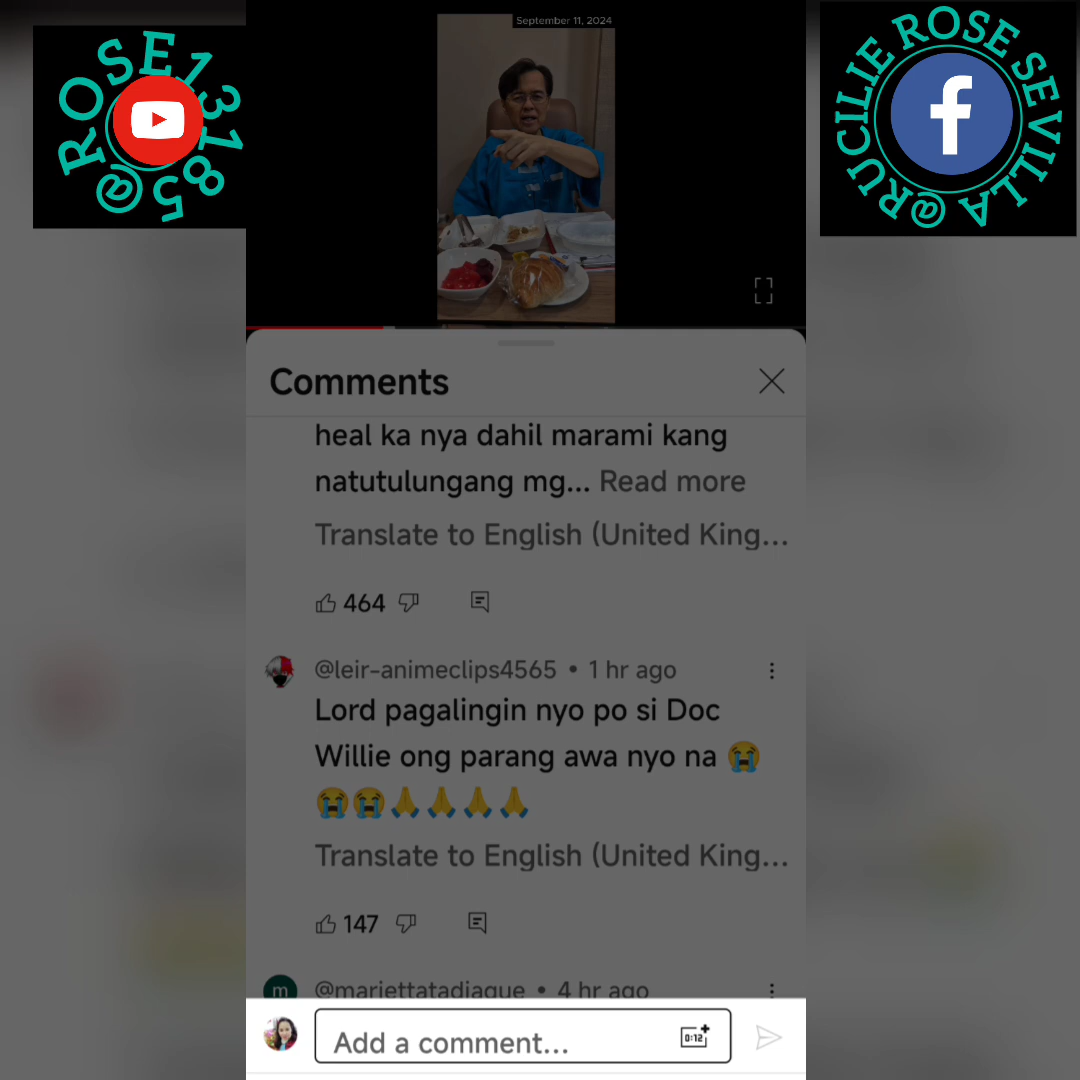 September 11, 2024
ROSE13185@
RUCILIE ROSE SEVILLA@
Comments
heal ka nya dahil marami kang
natutulungang mg... Read more
Translate to English (United King...
464
@leir-animeclips4565 • 1 hr ago
Lord pagalingin nyo po si Doc
Willie ong parang awa nyo na 😭
😭😭🙏🙏🙏🙏
Translate to English (United King...
147
m @mariettatadiaque • 4 hr ago
Add a comment... 0:12